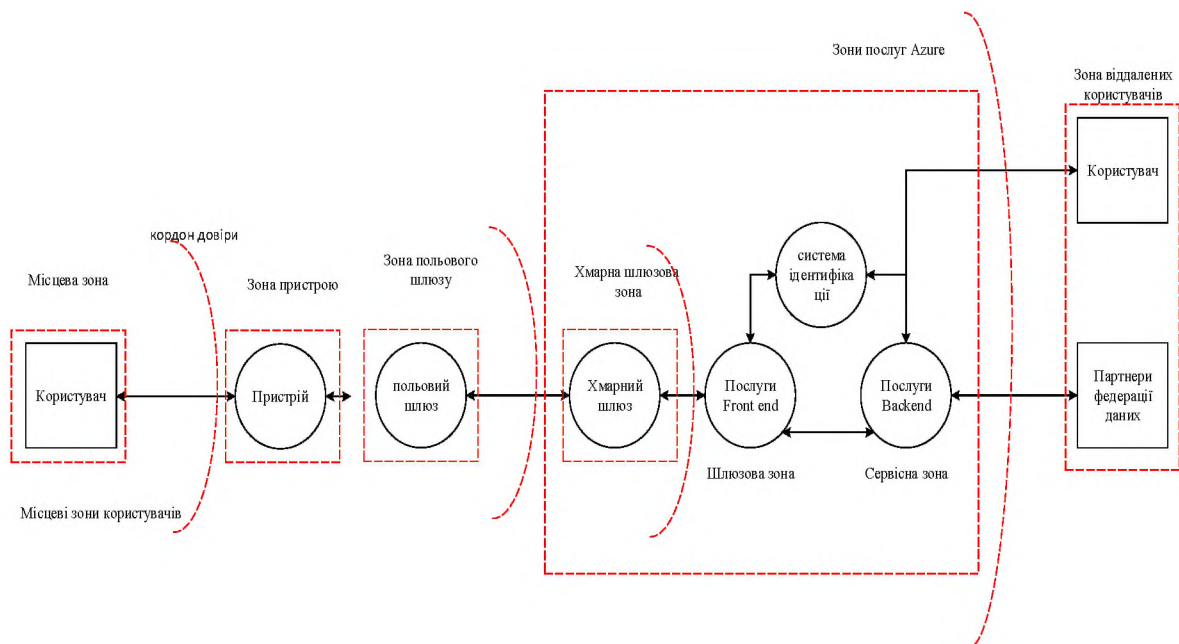 Зони послуг Azure
Зона віддалених
користувачів
Користувач
кордон довіри
Зона польового
шлюзу
Хмарна шлюзова
зона
система
ідентифіка
ції
Місцева зона
Зона пристрою
Користувач
Пристрій
польовий
шлюз
Хмарний
шлюз
Послуги
Front end
Послуги
Backend
Партнери
федерації
даних
Шлюзова зона
Сервісна зона
Місцеві зони користувачів